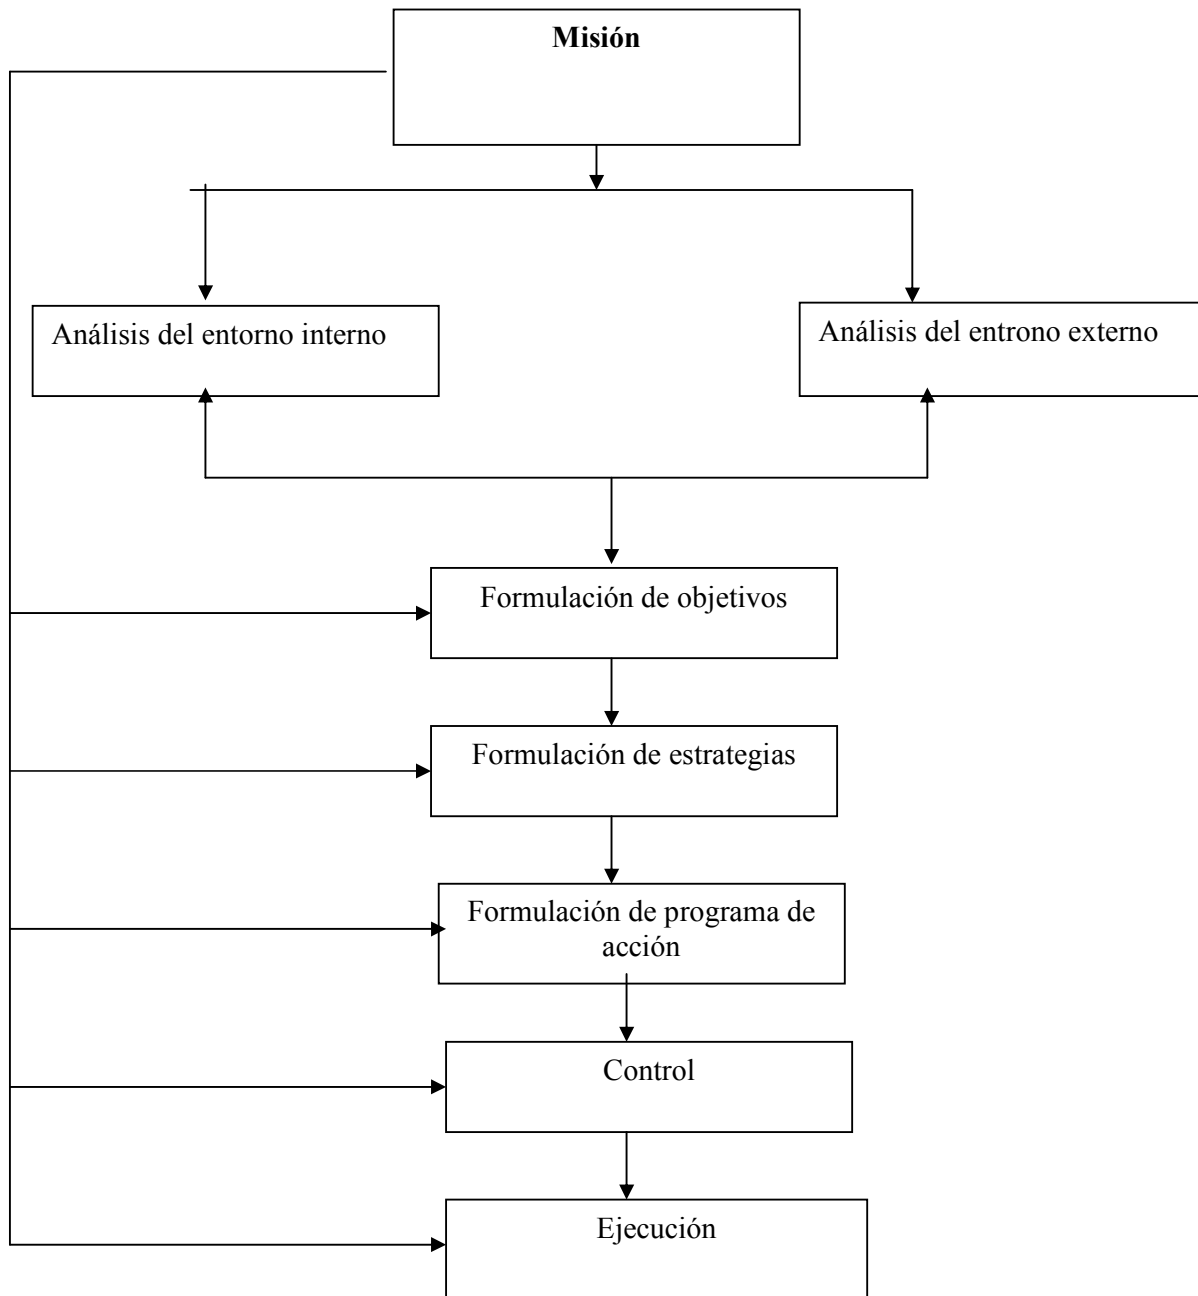 Misión
Análisis del entorno interno
Análisis del entrono externo
Formulación de objetivos
Formulación de estrategias
Formulación de programa de
acción
Control
Ejecución